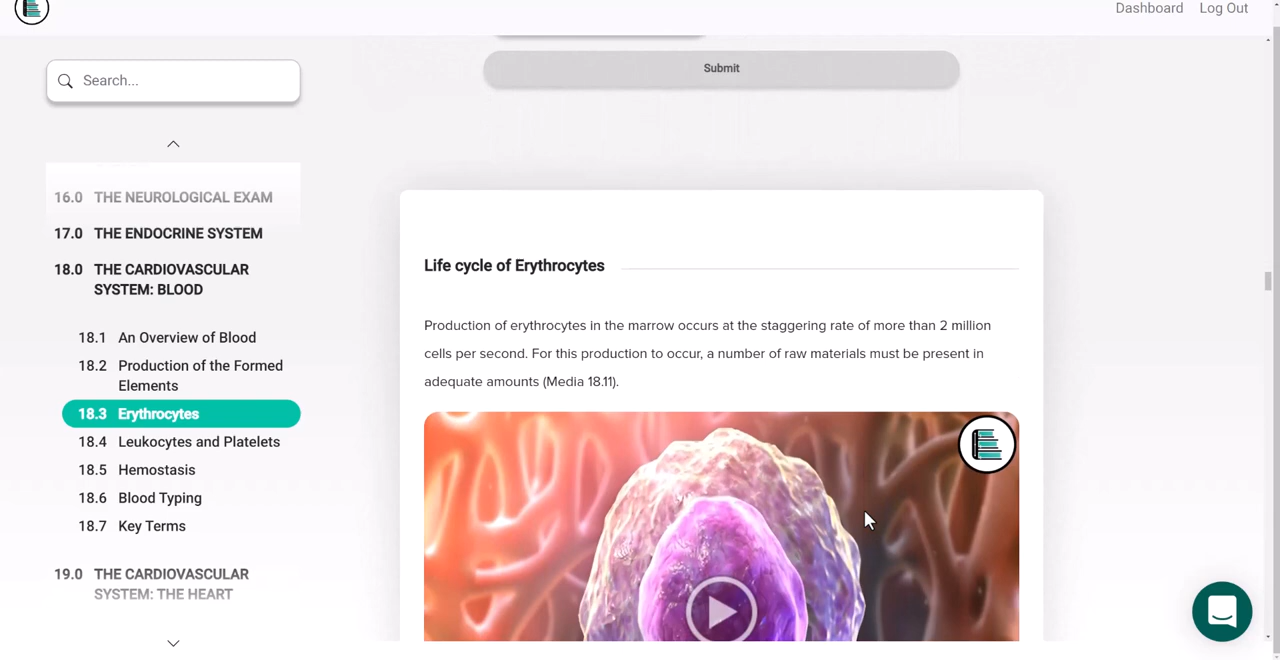 Dashboard Log Out
Search...
Submit
16.0 THE NEUROLOGICAL EXAM
17.0 THE ENDOCRINE SYSTEM
18.0 THE CARDIOVASCULAR
SYSTEM: BLOOD
18.1 An Overview of Blood
18.2 Production of the Formed
Elements
18.3 Erythrocytes
18.4 Leukocytes and Platelets
18.5 Hemostasis
18.6 Blood Typing
18.7 Key Terms
19.0 THE CARDIOVASCULAR
SYSTEM: THE HEART
Life cycle of Erythrocytes
Production of erythrocytes in the marrow occurs at the staggering rate of more than 2 million
cells per second. For this production to occur, a number of raw materials must be present in
adequate amounts (Media 18.11).